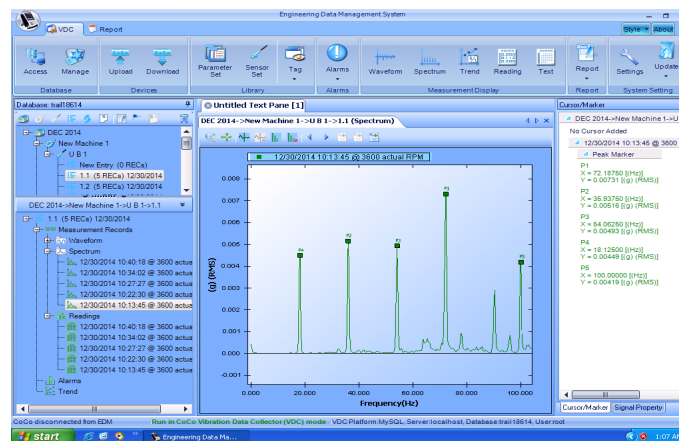 Engineering Data Management System
VDC Report
Style About
Access Manage Upload Download Parameter Set Sensor Set Tag Alarms Waveform Spectrum Trend Reading Text Report Settings Update
Database Devices Library Alarms Measurement Display Report System Setting
Database: trail18614
DEC 2014
New Machine 1
U B 1
New Entry (0 RECs)
1.1 (5 RECs) 12/30/2014
1.2 (5 RECs) 12/30/2014
DEC 2014->New Machine 1->U B 1->1.1
1.1 (5 RECs) 12/30/2014
Measurement Records
Waveform
Spectrum
12/30/2014 10:40:18 @ 3600 actua
12/30/2014 10:34:02 @ 3600 actua
12/30/2014 10:27:27 @ 3600 actua
12/30/2014 10:22:30 @ 3600 actua
12/30/2014 10:13:45 @ 3600 actua
Readings
12/30/2014 10:40:18 @ 3600 actua
12/30/2014 10:34:02 @ 3600 actua
12/30/2014 10:27:27 @ 3600 actua
12/30/2014 10:22:30 @ 3600 actua
12/30/2014 10:13:45 @ 3600 actua
Alarms
Trend
Untitled Text Pane [1]
DEC 2014->New Machine 1->U B 1->1.1 (Spectrum)
12/30/2014 10:13:45 @ 3600 actual RPM
(g) (RMS)
0.008
0.007
0.006
0.005
0.004
0.003
0.002
0.001
0.000
-0.001
P4 P2 P3 P1 P5
0.000 20.000 40.000 60.000 80.000 100.000
Frequency(Hz)
Cursor/Marker
DEC 2014->New Machine 1->U
No Cursor Added
12/30/2014 10:13:45 @ 3600
Peak Marker
P1
X = 72.18750 [(Hz)]
Y = 0.00731 [(g) (RMS)]
P2
X = 35.93750 [(Hz)]
Y = 0.00516 [(g) (RMS)]
P3
X = 54.06250 [(Hz)]
Y = 0.00493 [(g) (RMS)]
P4
X = 18.12500 [(Hz)]
Y = 0.00449 [(g) (RMS)]
P5
X = 100.00000 [(Hz)]
Y = 0.00419 [(g) (RMS)]
Cursor/Marker Signal Property
CoCo disconnected from EDM Run in CoCo Vibration Data Collector (VDC) mode VDC Platform:MySQL, Server:localhost, Database:trail18614, User:root
start Engineering Data Ma... 1:07 AM